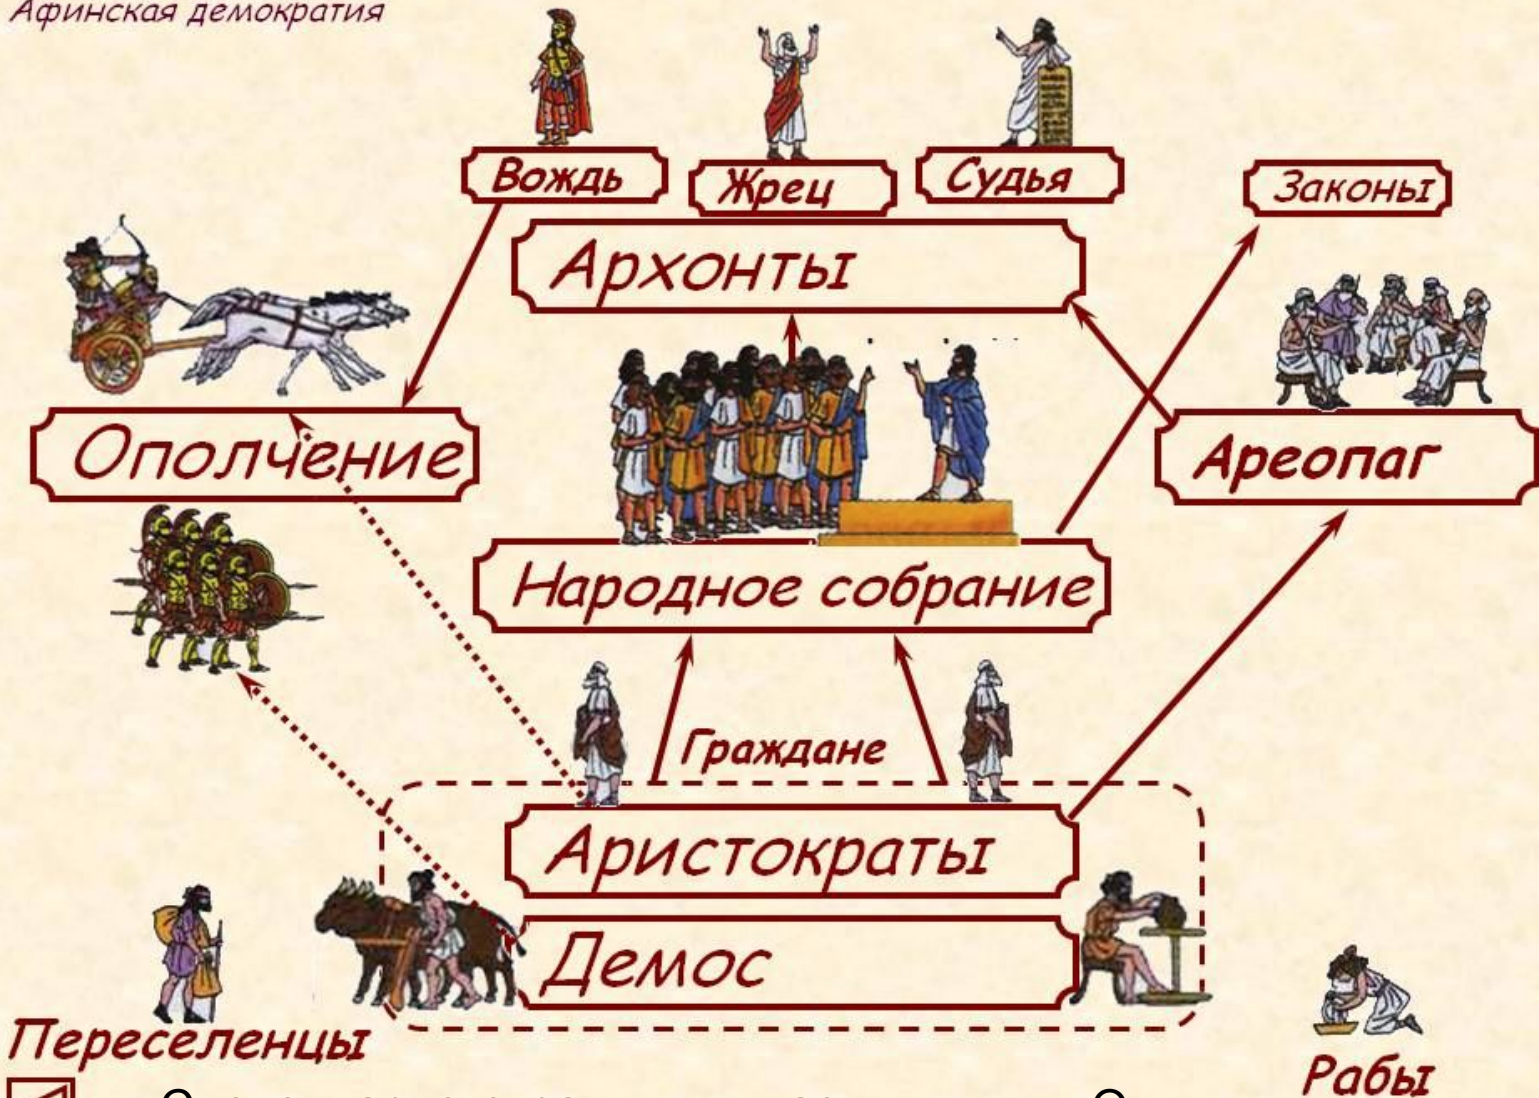 Афинская демократия
Вождь
Жрец
Судья
Законы
Архонты
Ополчение
Ареопаг
Народное собрание
Граждане
Аристократы
Демос
Переселенцы
Рабы